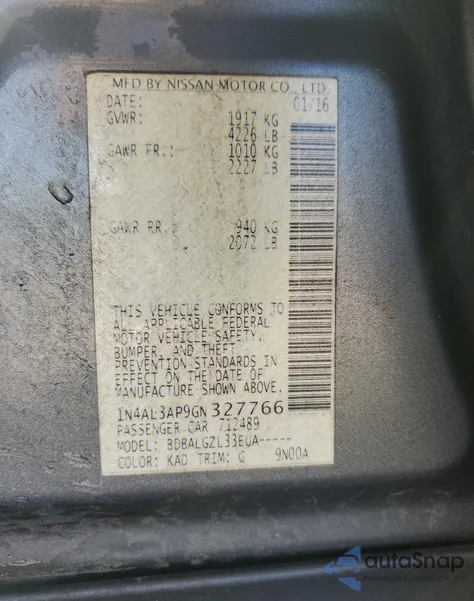 MFD BY NISSAN MOTOR CO., LTD.
DATE: 01/16
GVWR: 1917 KG
4226 LB
GAWR FR.: 1010 KG
2227 LB
GAWR RR.: 940 KG
2072 LB
THIS VEHICLE CONFORMS TO
ALL APPLICABLE FEDERAL
MOTOR VEHICLE SAFETY,
BUMPER, AND THEFT
PREVENTION STANDARDS IN
EFFECT ON THE DATE OF
MANUFACTURE SHOWN ABOVE.
1N4AL3AP9GN327766
PASSENGER CAR 712489
MODEL: BDBALGZL33EUA-----
COLOR: KAD TRIM: G 9N00A
autoSnap